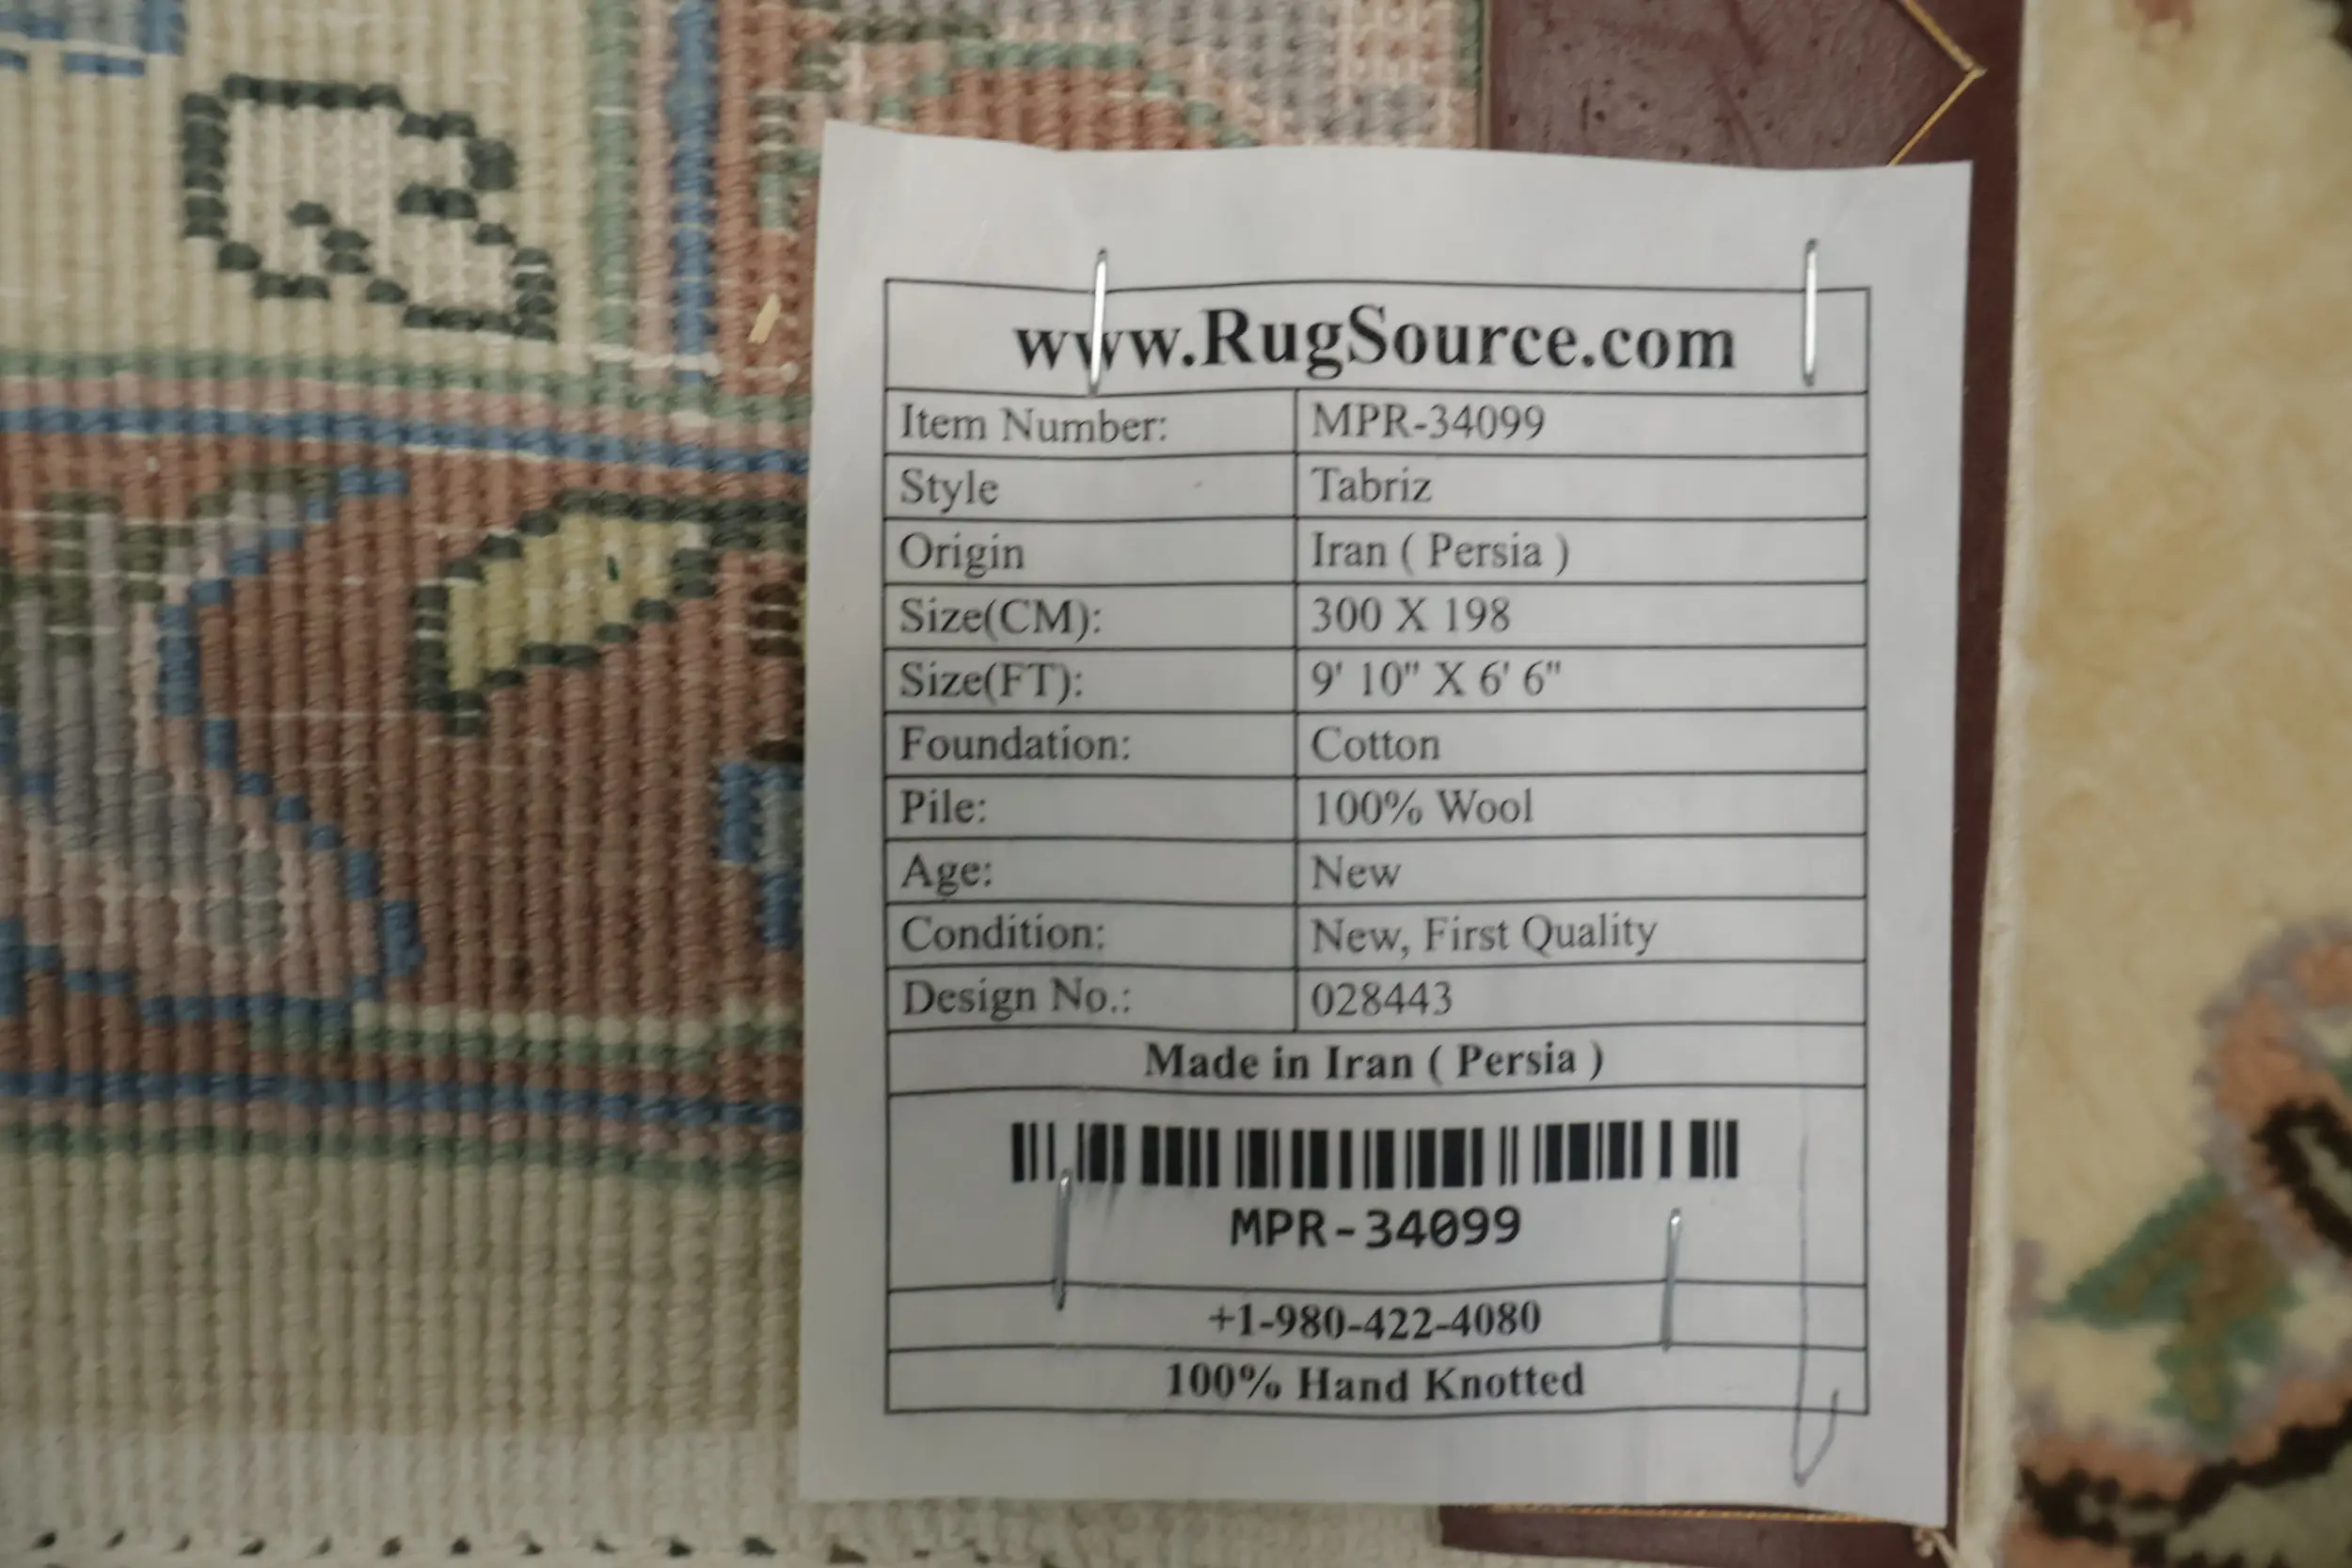 www.RugSource.com
Item Number: MPR-34099
Style Tabriz
Origin Iran ( Persia )
Size(CM): 300 X 198
Size(FT): 9' 10" X 6' 6"
Foundation: Cotton
Pile: 100% Wool
Age: New
Condition: New, First Quality
Design No.: 028443
Made in Iran ( Persia )
MPR-34099
+1-980-422-4080
100% Hand Knotted